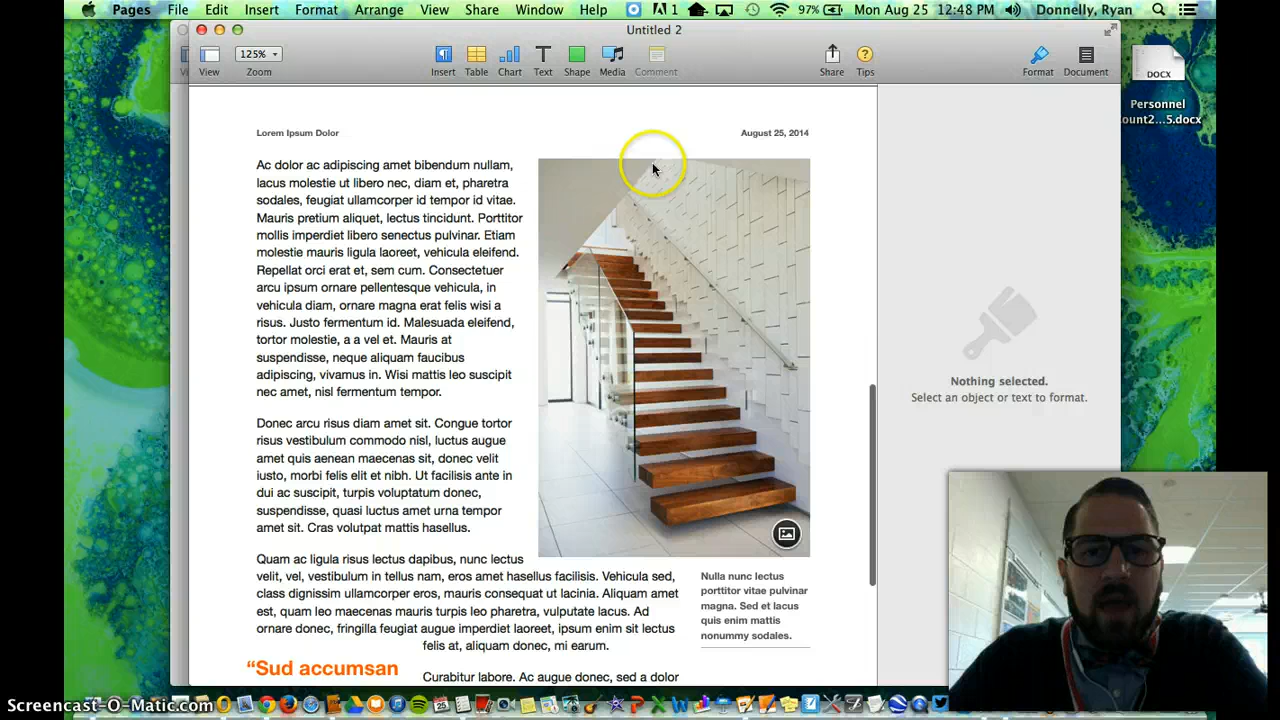 Pages File Edit Insert Format Arrange View Share Window Help 1 97% Mon Aug 25 12:48 PM Donnelly, Ryan
Untitled 2
125%
View Zoom Insert Table Chart Text Shape Media Comment Share Tips Format Document
DOCX
Personnel
ount2...5.docx
Lorem Ipsum Dolor August 25, 2014
Ac dolor ac adipiscing amet bibendum nullam,
lacus molestie ut libero nec, diam et, pharetra
sodales, feugiat ullamcorper id tempor id vitae.
Mauris pretium aliquet, lectus tincidunt. Porttitor
mollis imperdiet libero senectus pulvinar. Etiam
molestie mauris ligula laoreet, vehicula eleifend.
Repellat orci erat et, sem cum. Consectetuer
arcu ipsum ornare pellentesque vehicula, in
vehicula diam, ornare magna erat felis wisi a
risus. Justo fermentum id. Malesuada eleifend,
tortor molestie, a a vel et. Mauris at
suspendisse, neque aliquam faucibus
adipiscing, vivamus in. Wisi mattis leo suscipit
nec amet, nisl fermentum tempor.
Donec arcu risus diam amet sit. Congue tortor
risus vestibulum commodo nisl, luctus augue
amet quis aenean maecenas sit, donec velit
iusto, morbi felis elit et nibh. Ut facilisis ante in
dui ac suscipit, turpis voluptatum donec,
suspendisse, quasi luctus amet urna tempor
amet sit. Cras volutpat mattis hasellus.
Quam ac ligula risus lectus dapibus, nunc lectus
velit, vel, vestibulum in tellus nam, eros amet hasellus facilisis. Vehicula sed,
class dignissim ullamcorper eros, mauris consequat ut lacinia. Aliquam amet
est, quam leo maecenas mauris turpis leo pharetra, vulputate lacus. Ad
ornare donec, fringilla feugiat augue imperdiet laoreet, ipsum enim sit lectus
felis at, aliquam donec, mi earum.
Nulla nunc lectus
porttitor vitae pulvinar
magna. Sed et lacus
quis enim mattis
nonummy sodales.
“Sud accumsan
Curabitur labore. Ac augue donec, sed a dolor
Nothing selected.
Select an object or text to format.
Screencast-O-Matic.com